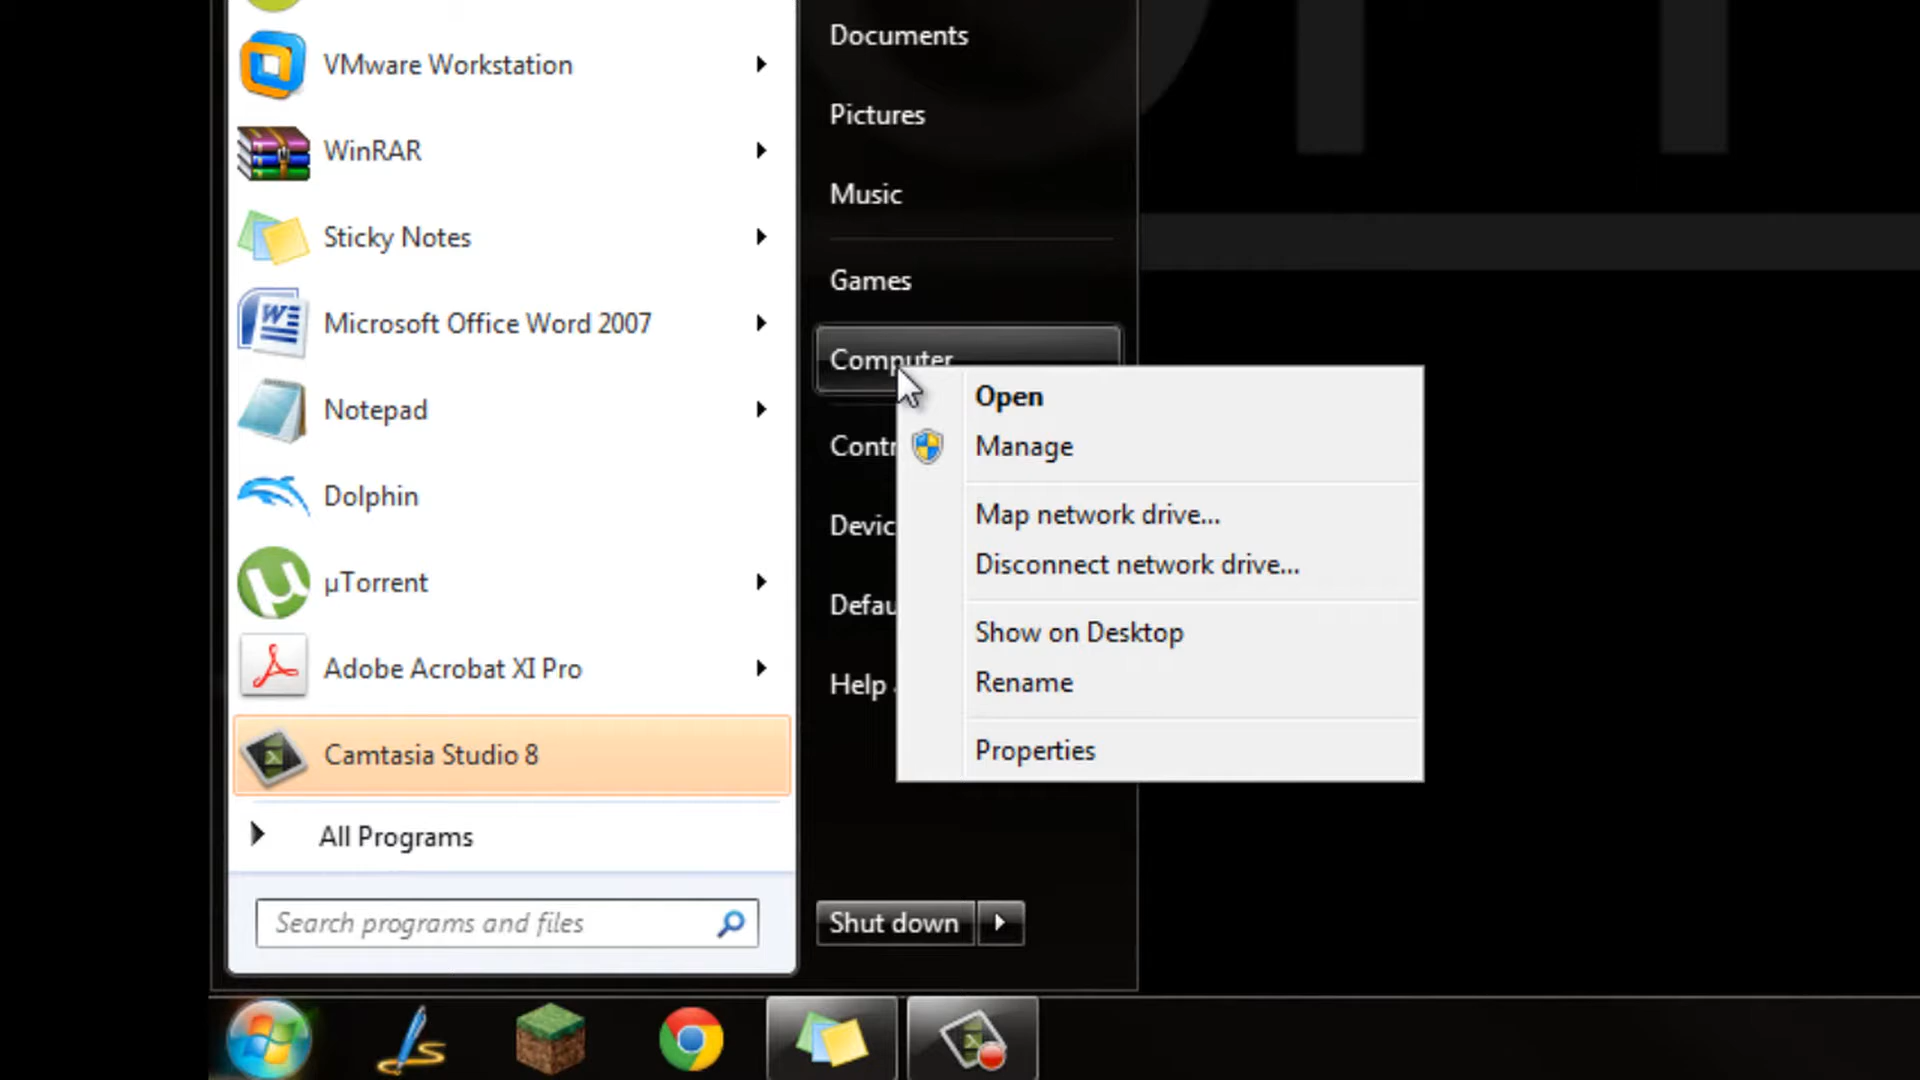 VMware Workstation
WinRAR
Sticky Notes
Microsoft Office Word 2007
Notepad
Dolphin
µTorrent
Adobe Acrobat XI Pro
Camtasia Studio 8
All Programs
Search programs and files
Documents
Pictures
Music
Games
Computer
Contr
Devic
Defau
Help
Shut down
Open
Manage
Map network drive...
Disconnect network drive...
Show on Desktop
Rename
Properties